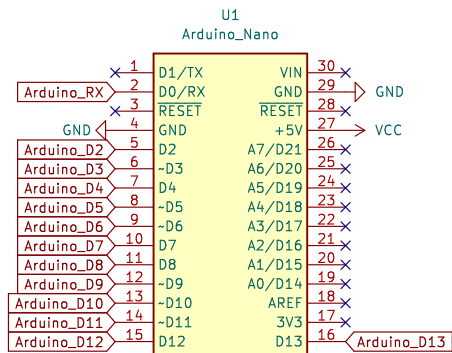 U1
Arduino_Nano
1 D1/TX VIN 30
Arduino_RX 2 D0/RX GND 29 GND
3 RESET RESET 28
GND 4 GND +5V 27 VCC
Arduino_D2 5 D2 A7/D21 26
Arduino_D3 6 ~D3 A6/D20 25
Arduino_D4 7 D4 A5/D19 24
Arduino_D5 8 ~D5 A4/D18 23
Arduino_D6 9 ~D6 A3/D17 22
Arduino_D7 10 D7 A2/D16 21
Arduino_D8 11 D8 A1/D15 20
Arduino_D9 12 ~D9 A0/D14 19
Arduino_D10 13 ~D10 AREF 18
Arduino_D11 14 ~D11 3V3 17
Arduino_D12 15 D12 D13 16 Arduino_D13